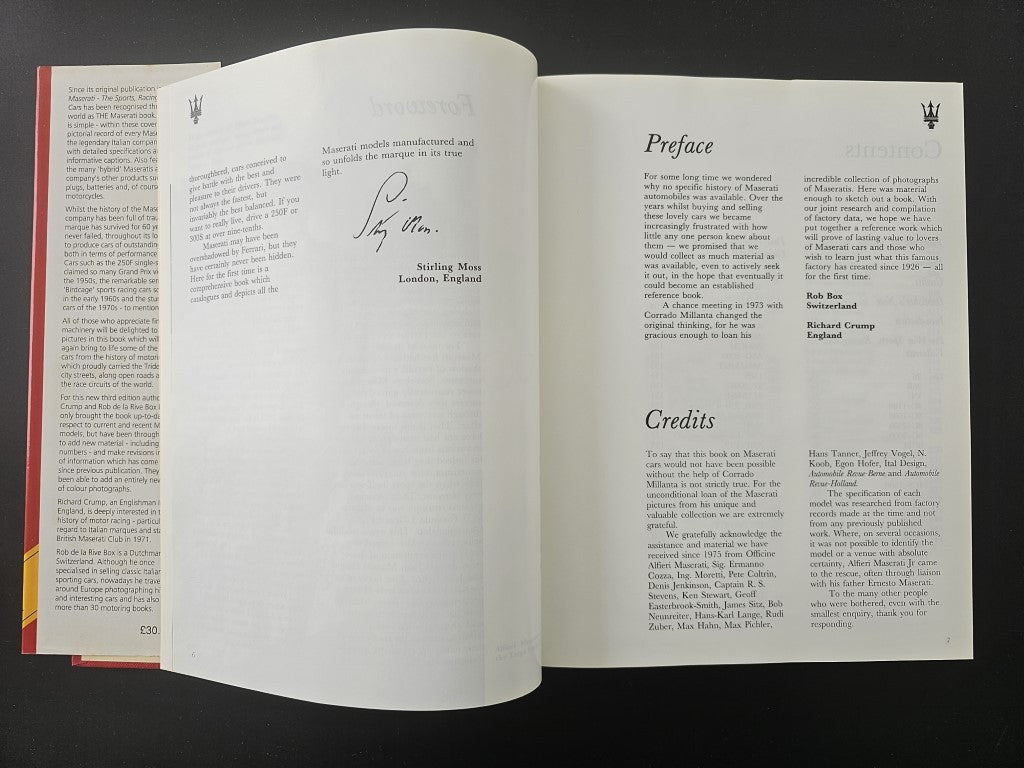 Since its original publication
Maserati - The Sports, Racing
Cars has been recognised
world as THE Maserati book.
is simple - within these cover
pictorial record of every
the legendary Italian
with detailed specifications
informative captions. Also
the many 'hybrid' Maseratis
company's other products
plugs, batteries and, of course
motorcycles.
Whilst the history of the
company has been full of
marque has survived for 60
never failed, throughout its
to produce cars of outstanding
both in terms of performance
Cars such as the 250F
claimed so many Grand Prix
the 1950s, the remarkable
'Birdcage' sports racing cars
in the early 1960s and the
cars of the 1970s - to mention
All of those who appreciate
machinery will be delighted to
pictures in this book which will
again bring to life some of the
cars from the history of
which proudly carried the
city streets, along open roads
the race circuits of the world.
For this new third edition
Crump and Rob de la Rive Box
only brought the book
respect to current and recent
models, but have been through
to add new material - including
numbers - and make revisions
of information which has come
since previous publication. They
been able to add an entirely new
of colour photographs.
Richard Crump, an Englishman
England, is deeply interested in
history of motor racing -
regard to Italian marques and
British Maserati Club in 1971.
Rob de la Rive Box is a Dutchman
Switzerland. Although he once
specialised in selling classic Italian
sporting cars, nowadays he
around Europe photographing
and interesting cars and has also
more than 30 motoring books.
£30.
Foreword
thoroughbred, cars conceived to
give battle with the best and
pleasure to their drivers. They were
not always the fastest, but
invariably the best balanced. If you
want to really live, drive a 250F or
300S at over nine-tenths.
Maserati may have been
overshadowed by Ferrari, but they
have certainly never been hidden.
Here for the first time is a
comprehensive book which
catalogues and depicts all the
Maserati models manufactured and
so unfolds the marque in its true
light.
Stirling Moss
London, England
6
Contents
Preface
For some long time we wondered
why no specific history of Maserati
automobiles was available. Over the
years whilst buying and selling
these lovely cars we became
increasingly frustrated with how
little any one person knew about
them — we promised that we
would collect as much material as
was available, even to actively seek
it out, in the hope that eventually it
could become an established
reference book.
A chance meeting in 1973 with
Corrado Millanta changed the
original thinking, for he was
gracious enough to loan his
incredible collection of photographs
of Maseratis. Here was material
enough to sketch out a book. With
our joint research and compilation
of factory data, we hope we have
put together a reference work which
will prove of lasting value to lovers
of Maserati cars and those who
wish to learn just what this famous
factory has created since 1926 — all
for the first time.
Rob Box
Switzerland
Richard Crump
England
Credits
To say that this book on Maserati
cars would not have been possible
without the help of Corrado
Millanta is not strictly true. For the
unconditional loan of the Maserati
pictures from his unique and
valuable collection we are extremely
grateful.
We gratefully acknowledge the
assistance and material we have
received since 1975 from Officine
Alfieri Maserati, Sig. Ermanno
Cozza, Ing. Moretti, Pete Coltrin,
Denis Jenkinson, Captain R. S.
Stevens, Ken Stewart, Geoff
Easterbrook-Smith, James Sitz, Bob
Neunreiter, Hans-Karl Lange, Rudi
Zuber, Max Hahn, Max Pichler,
Hans Tanner, Jeffrey Vogel, N.
Koob, Egon Hofer, Ital Design,
Automobile Revue-Berne and Automobile
Revue-Holland.
The specification of each
model was researched from factory
records made at the time and not
from any previously published
work. Where, on several occasions,
it was not possible to identify the
model or a venue with absolute
certainty, Alfieri Maserati Jr came
to the rescue, often through liaison
with his father Ernesto Maserati.
To the many other people
who were bothered, even with the
smallest enquiry, thank you for
responding.
7